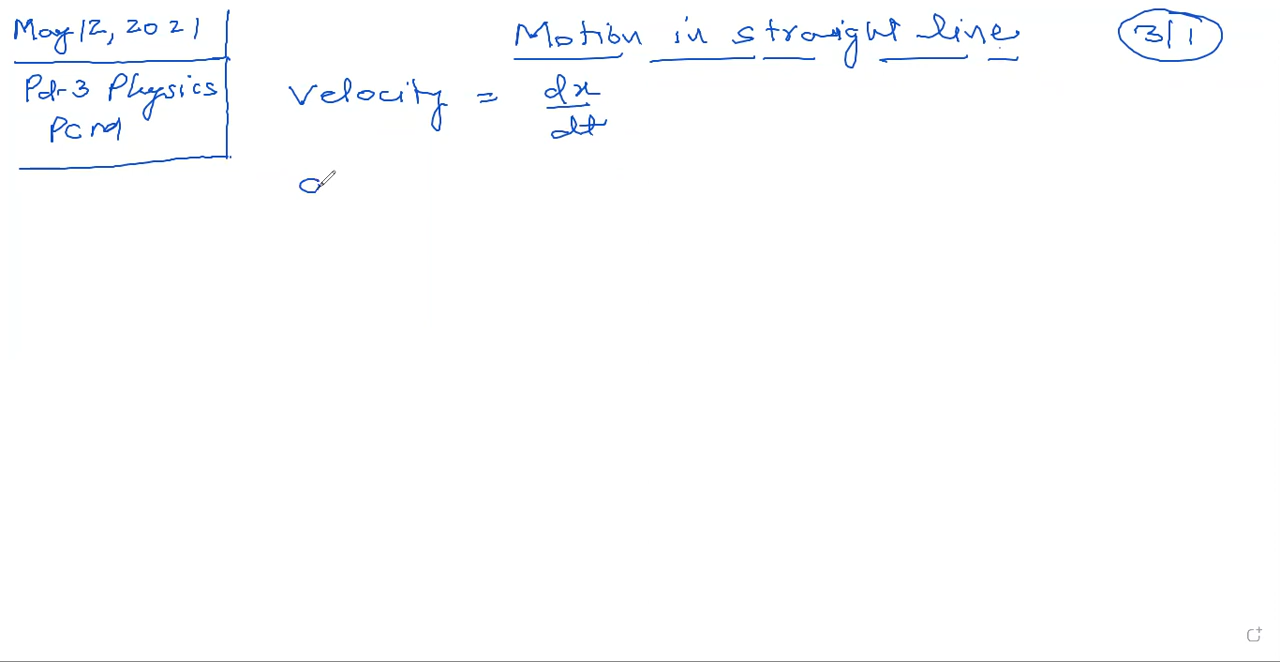 May 12, 2021
Motion in straight line
3/1
Pd-3 Physics
PCM
Velocity = dx/dt